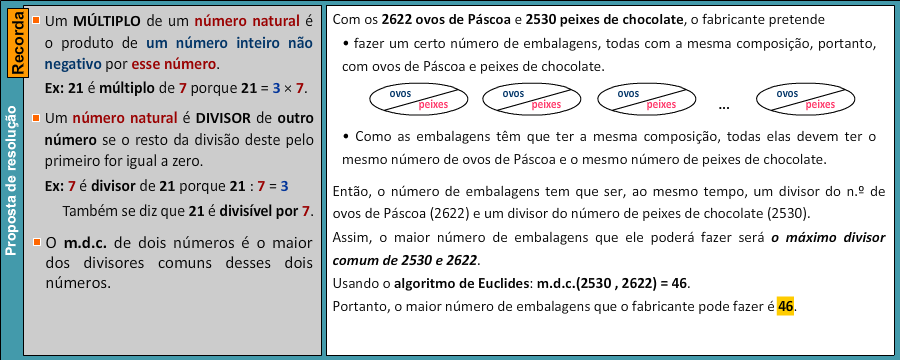 Recorda
Proposta de resolução
Um MÚLTIPLO de um número natural é
o produto de um número inteiro não
negativo por esse número.
Ex: 21 é múltiplo de 7 porque 21 = 3 × 7.
Um número natural é DIVISOR de outro
número se o resto da divisão deste pelo
primeiro for igual a zero.
Ex: 7 é divisor de 21 porque 21 : 7 = 3
Também se diz que 21 é divisível por 7.
O m.d.c. de dois números é o maior
dos divisores comuns desses dois
números.
Com os 2622 ovos de Páscoa e 2530 peixes de chocolate, o fabricante pretende
• fazer um certo número de embalagens, todas com a mesma composição, portanto,
com ovos de Páscoa e peixes de chocolate.
ovos ovos ovos ovos
peixes peixes peixes ... peixes
• Como as embalagens têm que ter a mesma composição, todas elas devem ter o
mesmo número de ovos de Páscoa e o mesmo número de peixes de chocolate.
Então, o número de embalagens tem que ser, ao mesmo tempo, um divisor do n.º de
ovos de Páscoa (2622) e um divisor do número de peixes de chocolate (2530).
Assim, o maior número de embalagens que ele poderá fazer será o máximo divisor
comum de 2530 e 2622.
Usando o algoritmo de Euclides: m.d.c.(2530 , 2622) = 46.
Portanto, o maior número de embalagens que o fabricante pode fazer é 46.